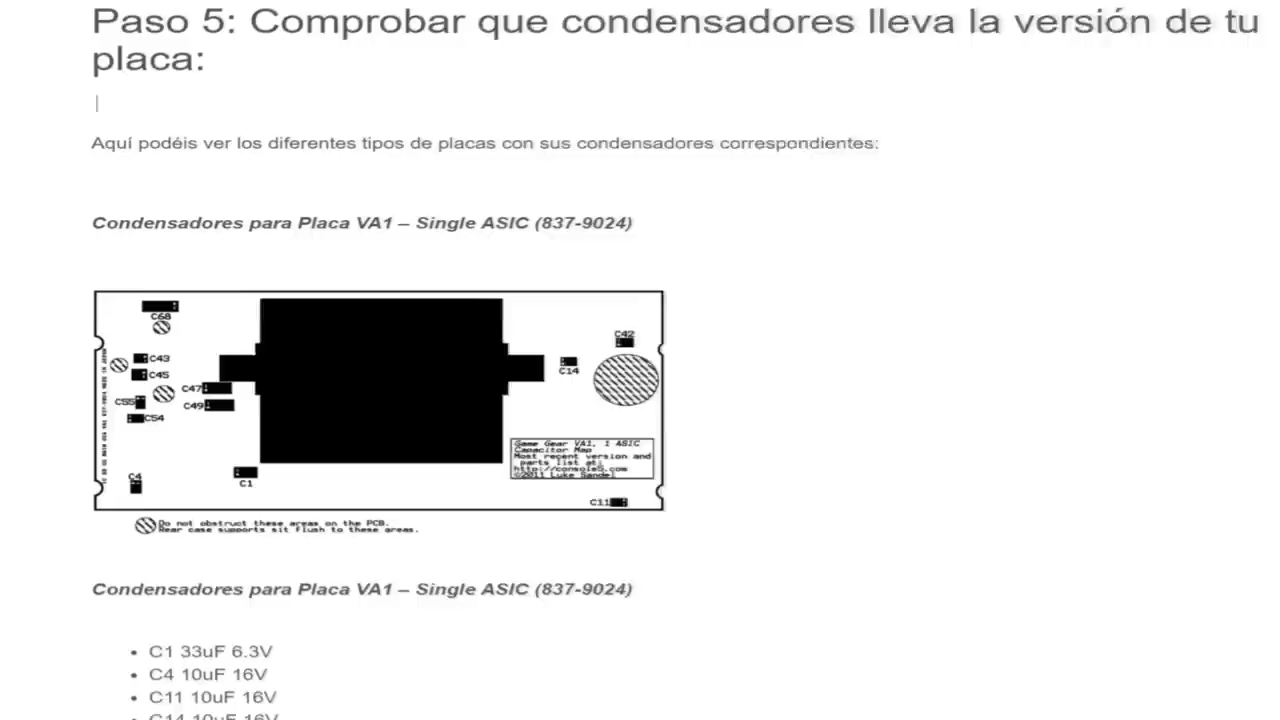 Paso 5: Comprobar que condensadores lleva la versión de tu
placa:
Aquí podéis ver los diferentes tipos de placas con sus condensadores correspondientes:
Condensadores para Placa VA1 – Single ASIC (837-9024)
C68
C42
C43
C14
C45
C47
C55
C49
C54
Game Gear VA1, 1 ASIC
Capacitor Map
Most recent version and
parts list at:
http://console5.com
©2011 Luke Sandel
C4
C1
C11
Do not obstruct these areas on the PCB.
Rear case supports sit flush to these areas.
Condensadores para Placa VA1 – Single ASIC (837-9024)
• C1 33uF 6.3V
• C4 10uF 16V
• C11 10uF 16V
• C14 10uF 16V